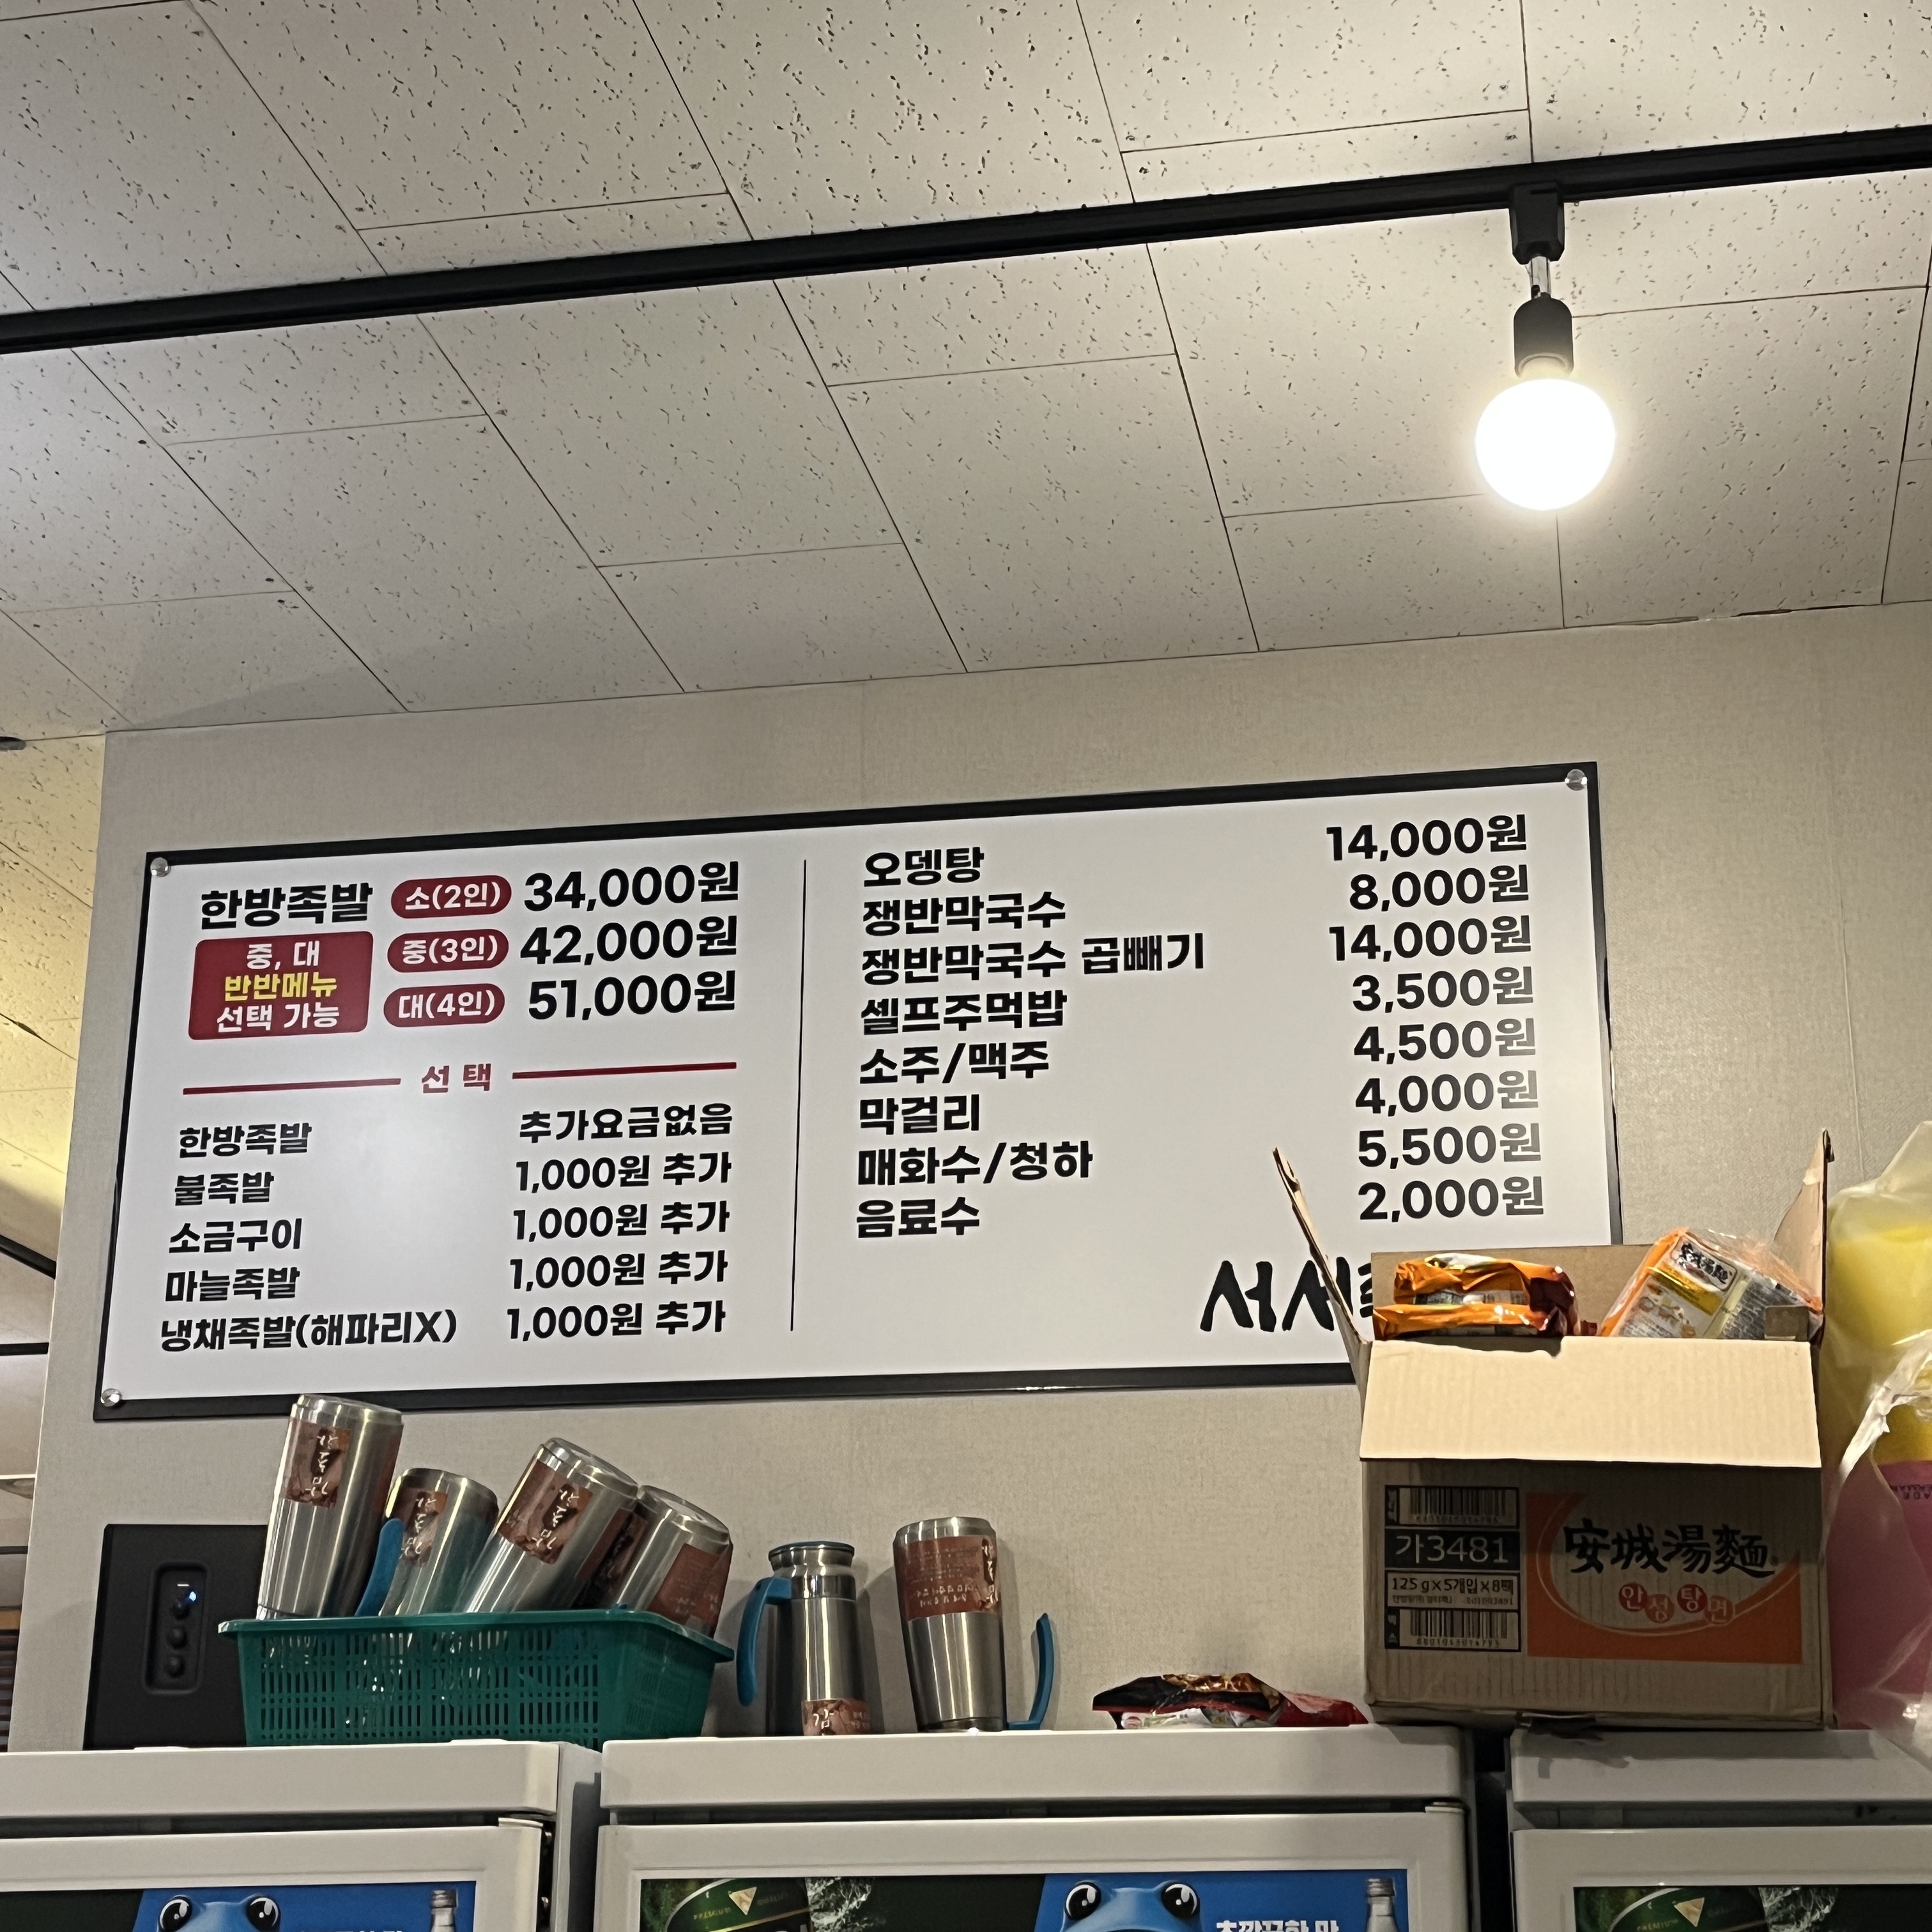 한방족발 소(2인) 34,000원
중(3인) 42,000원
대(4인) 51,000원
중, 대
반반메뉴
선택 가능
선 택
한방족발 추가요금없음
불족발 1,000원 추가
소금구이 1,000원 추가
마늘족발 1,000원 추가
냉채족발(해파리X) 1,000원 추가
오뎅탕 14,000원
쟁반막국수 8,000원
쟁반막국수 곱빼기 14,000원
셀프주먹밥 3,500원
소주/맥주 4,500원
막걸리 4,000원
매화수/청하 5,500원
음료수 2,000원
가3481
125g×5개입×8팩
安城湯麵
안성탕면